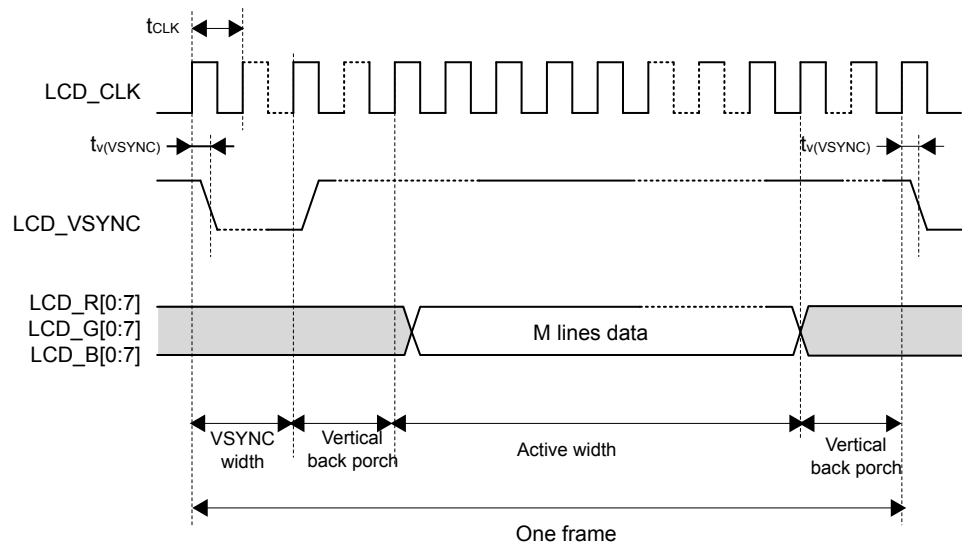 tCLK
LCD_CLK
tv(VSYNC)
tv(VSYNC)
LCD_VSYNC
LCD_R[0:7]
LCD_G[0:7]
LCD_B[0:7]
M lines data
VSYNC
width
Vertical
back porch
Active width
Vertical
back porch
One frame